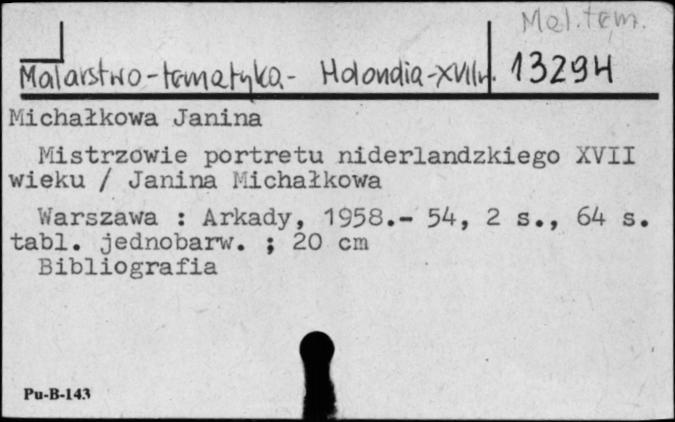 Mal. tem.
Malarstwo-tematyka- Holandia-XVIIw. 13294
Michałkowa Janina
Mistrzowie portretu niderlandzkiego XVII
wieku / Janina Michałkowa
Warszawa : Arkady, 1958.- 54, 2 s., 64 s.
tabl. jednobarw. ; 20 cm
Bibliografia
Pu-B-143